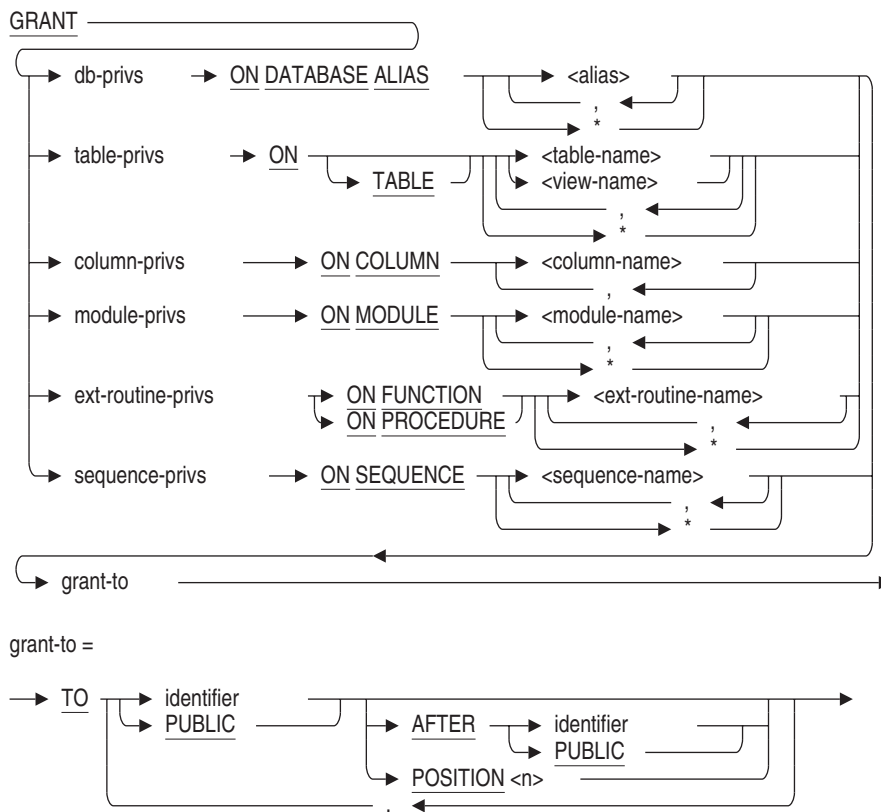 GRANT
db-privs ON DATABASE ALIAS <alias>
,
*
table-privs ON <table-name>
TABLE <view-name>
,
*
column-privs ON COLUMN <column-name>
,
module-privs ON MODULE <module-name>
,
*
ext-routine-privs ON FUNCTION <ext-routine-name>
ON PROCEDURE ,
*
sequence-privs ON SEQUENCE <sequence-name>
,
*
grant-to
grant-to =
TO identifier
PUBLIC AFTER identifier
PUBLIC
POSITION <n>
,